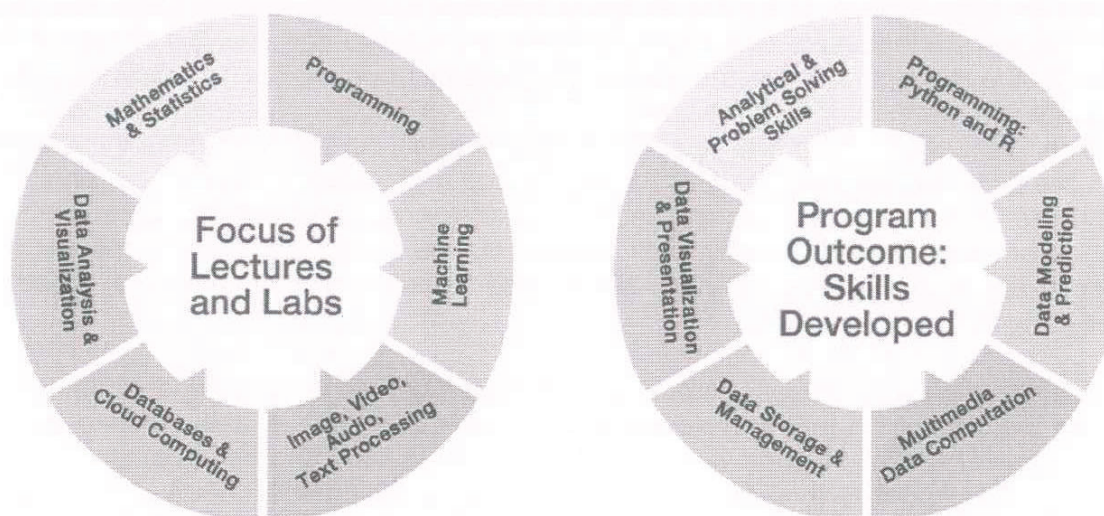 Mathematics
& Statistics
Programming
Machine
Learning
Image, Video,
Audio,
Text Processing
Databases &
Cloud Computing
Data Analysis &
Visualization
Focus of
Lectures
and Labs
Analytical &
Problem Solving
Skills
Programming:
Python and R
Data Modeling
& Prediction
Multimedia
Data Computation
Data Storage &
Management
Data Visualization
& Presentation
Program
Outcome:
Skills
Developed